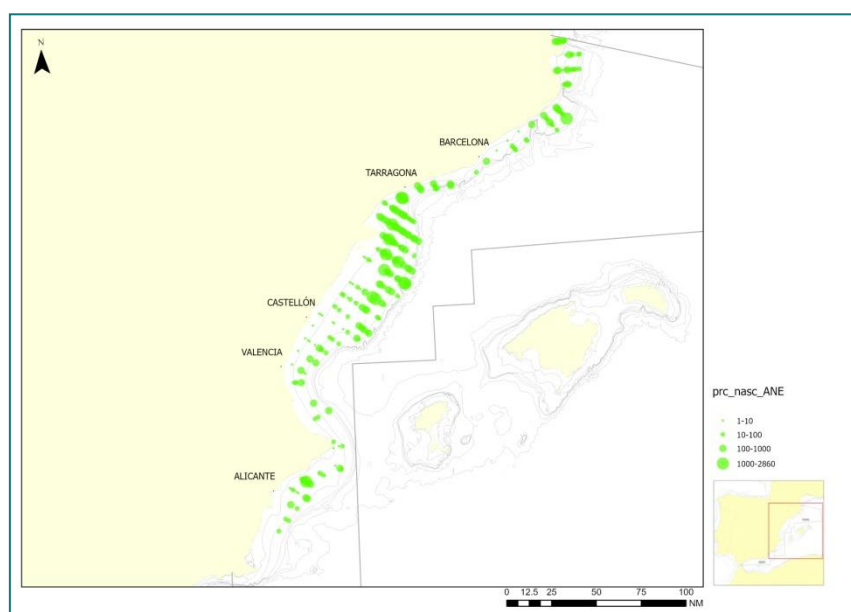 N
BARCELONA
TARRAGONA
CASTELLÓN
VALENCIA
ALICANTE
prc_nasc_ANE
1-10
10-100
100-1000
1000-2860
0 12.5 25 50 75 100
NM